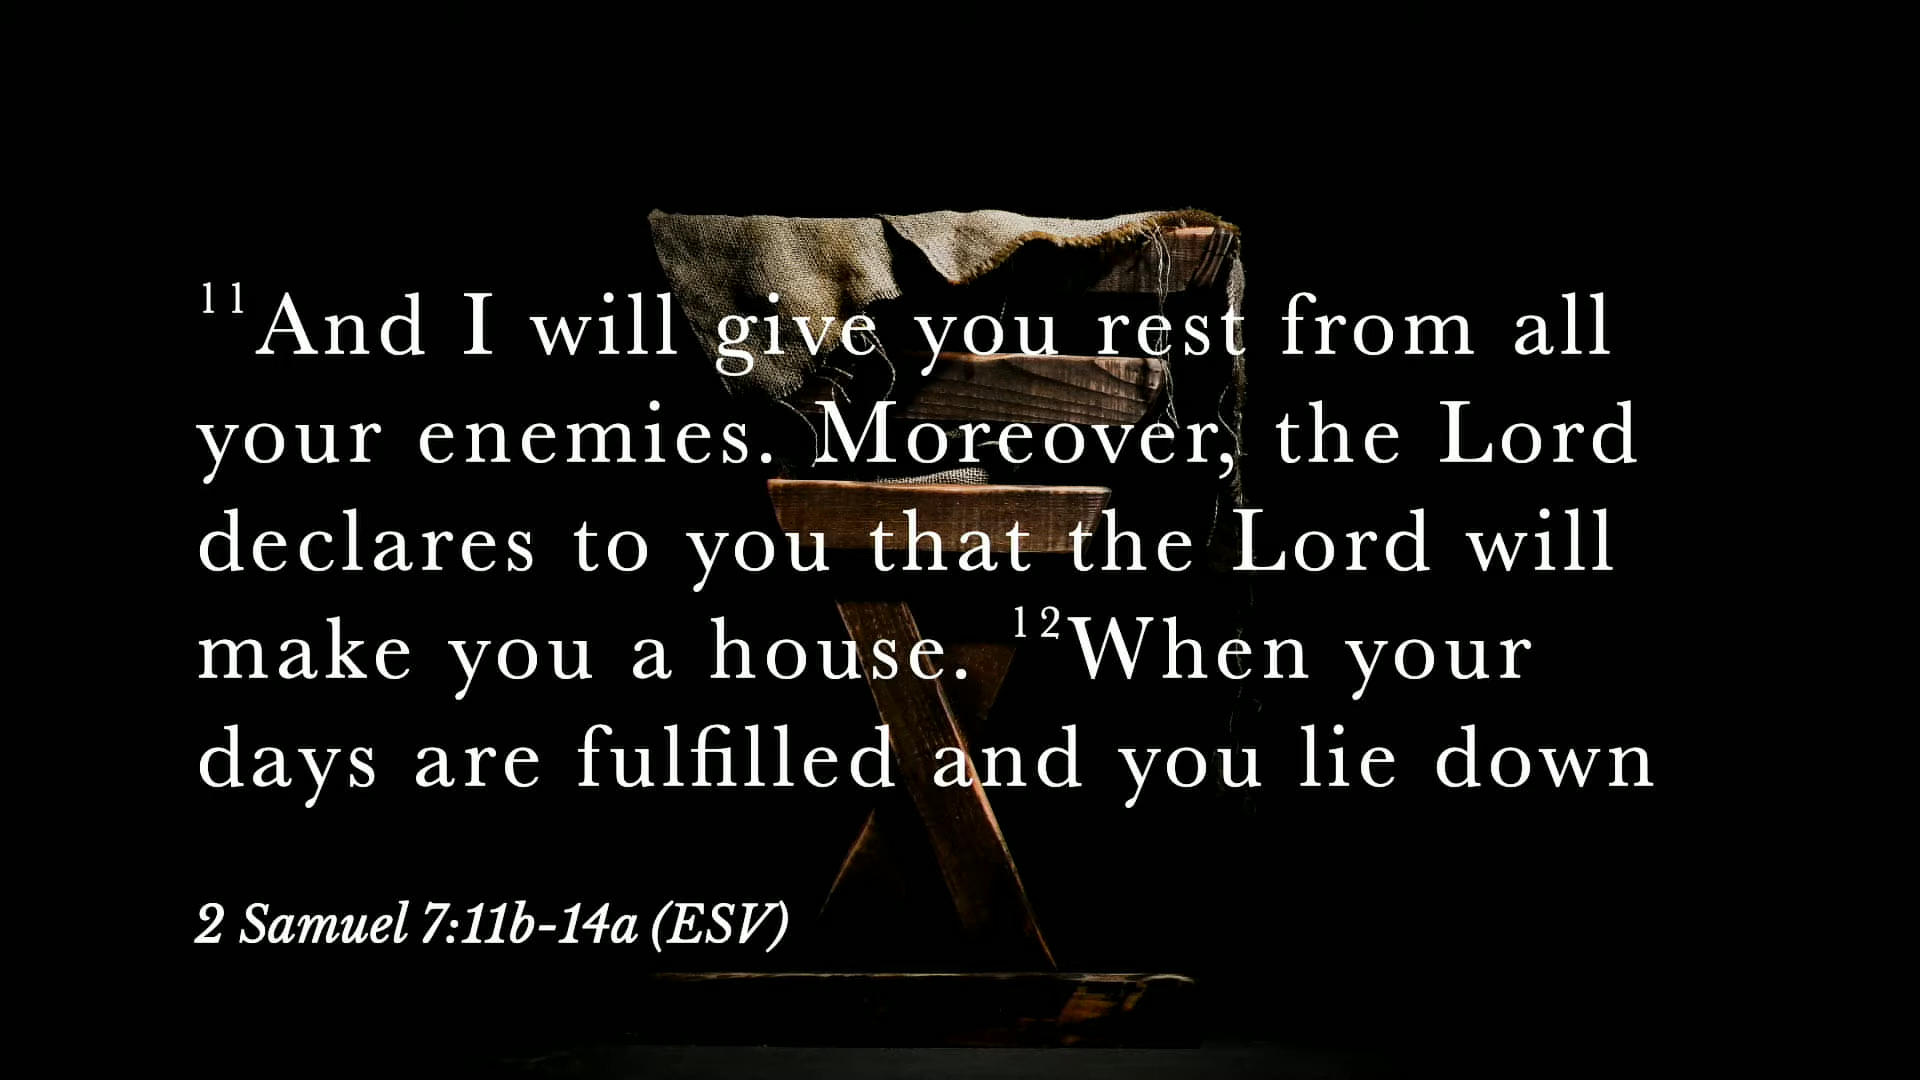 11And I will give you rest from all
your enemies. Moreover, the Lord
declares to you that the Lord will
make you a house. 12When your
days are fulfilled and you lie down
2 Samuel 7:11b-14a (ESV)